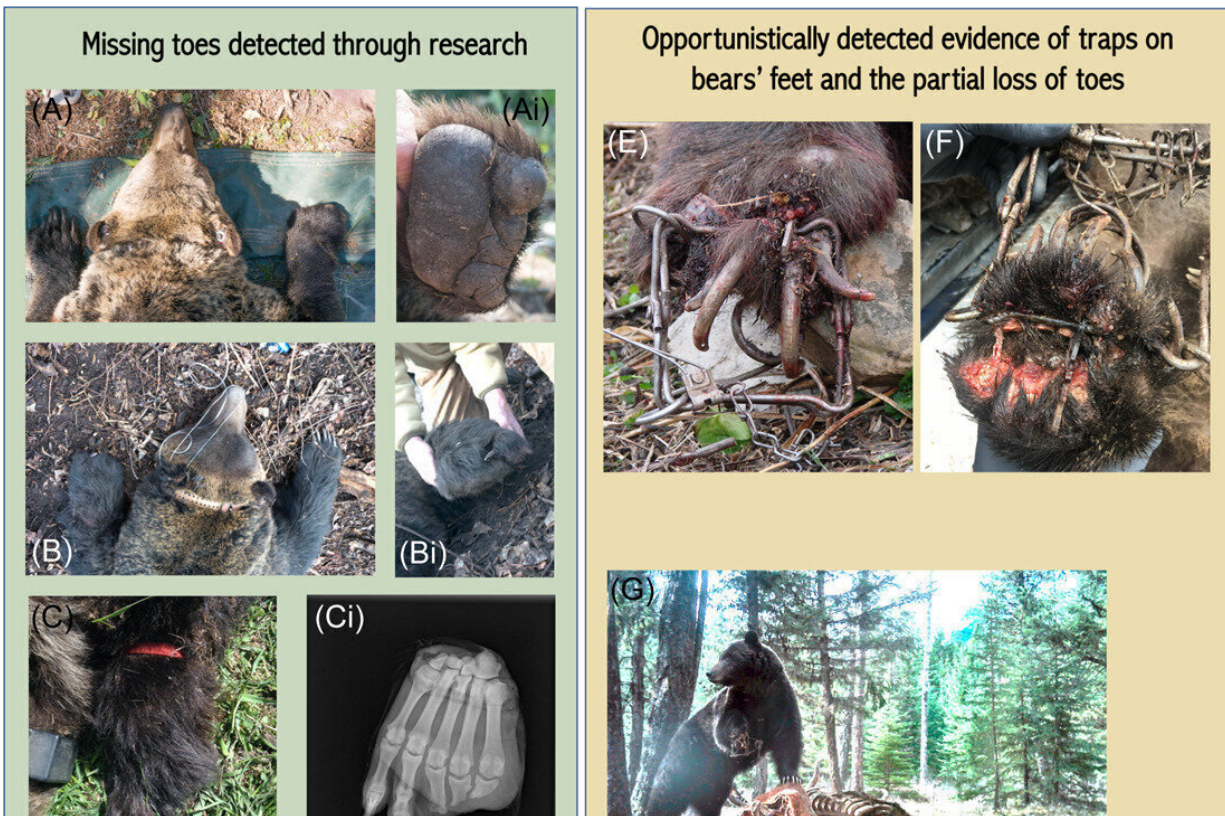 Missing toes detected through research
(A)
(Ai)
(B)
(Bi)
(C)
(Ci)
Opportunistically detected evidence of traps on
bears' feet and the partial loss of toes
(E)
(F)
(G)